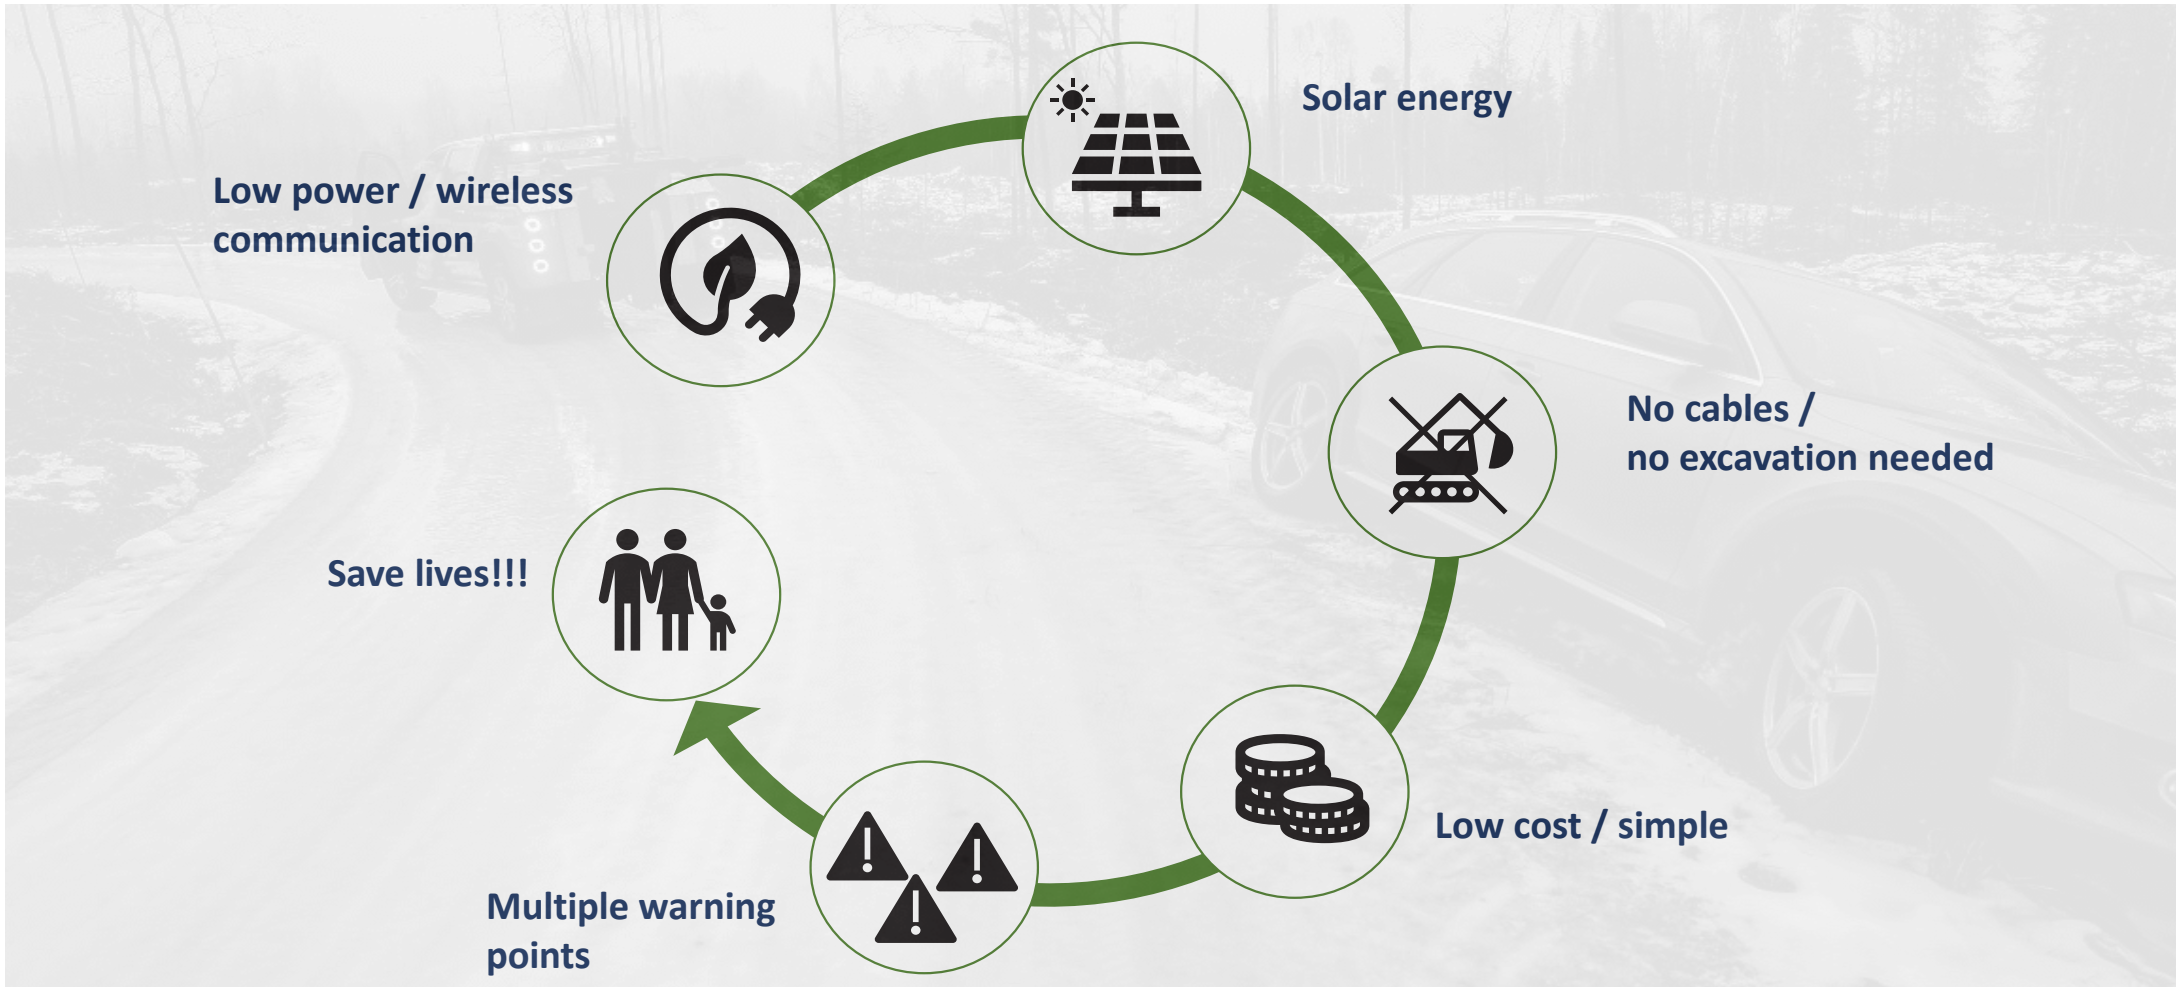 Solar energy
Low power / wireless
communication
No cables /
no excavation needed
Save lives!!!
Low cost / simple
Multiple warning
points